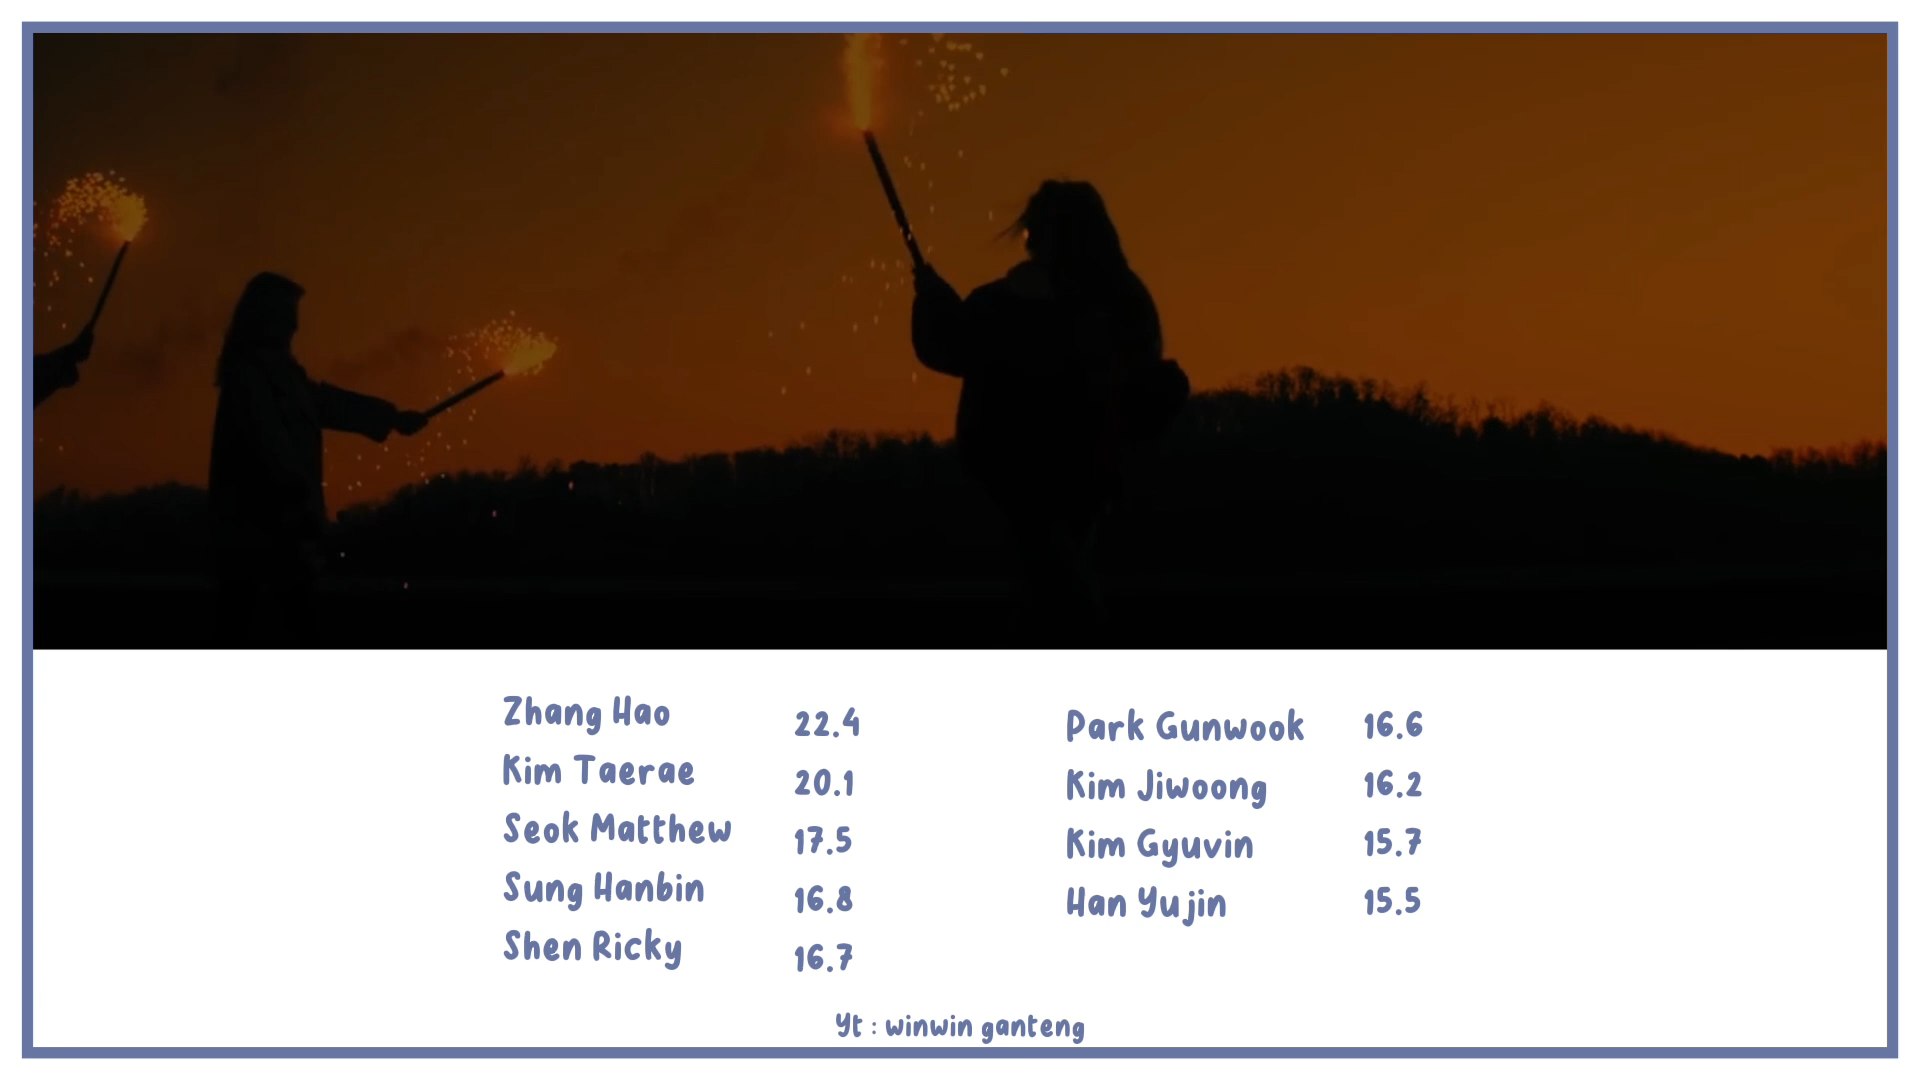 Zhang Hao 22.4
Kim Taerae 20.1
Seok Matthew 17.5
Sung Hanbin 16.8
Shen Ricky 16.7
Park Gunwook 16.6
Kim Jiwoong 16.2
Kim Gyuvin 15.7
Han Yujin 15.5
Yt : winwin ganteng